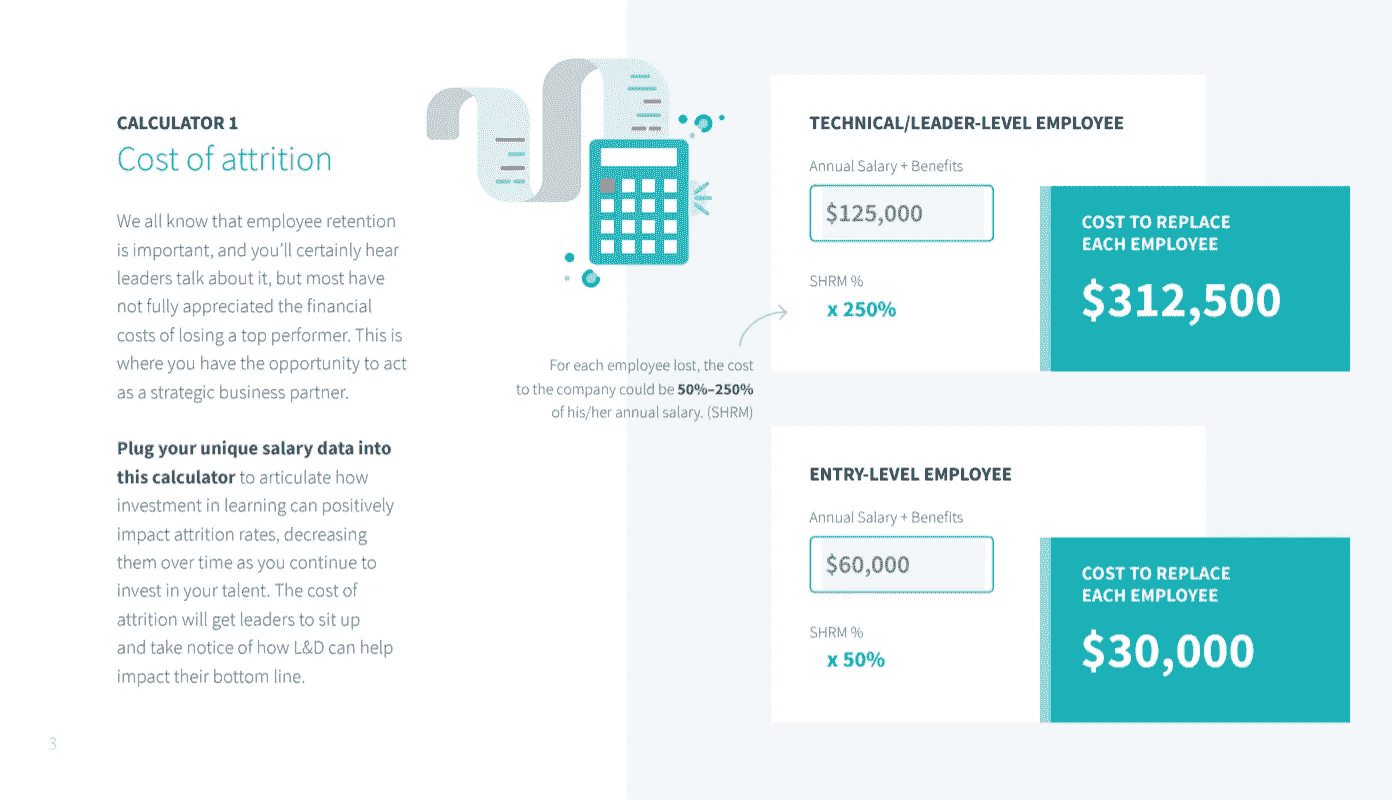 CALCULATOR 1
Cost of attrition
We all know that employee retention
is important, and you'll certainly hear
leaders talk about it, but most have
not fully appreciated the financial
costs of losing a top performer. This is
where you have the opportunity to act
as a strategic business partner.
Plug your unique salary data into
this calculator to articulate how
investment in learning can positively
impact attrition rates, decreasing
them over time as you continue to
invest in your talent. The cost of
attrition will get leaders to sit up
and take notice of how L&D can help
impact their bottom line.
3
For each employee lost, the cost
to the company could be 50%–250%
of his/her annual salary. (SHRM)
TECHNICAL/LEADER-LEVEL EMPLOYEE
Annual Salary + Benefits
$125,000
SHRM %
x 250%
COST TO REPLACE
EACH EMPLOYEE
$312,500
ENTRY-LEVEL EMPLOYEE
Annual Salary + Benefits
$60,000
SHRM %
x 50%
COST TO REPLACE
EACH EMPLOYEE
$30,000